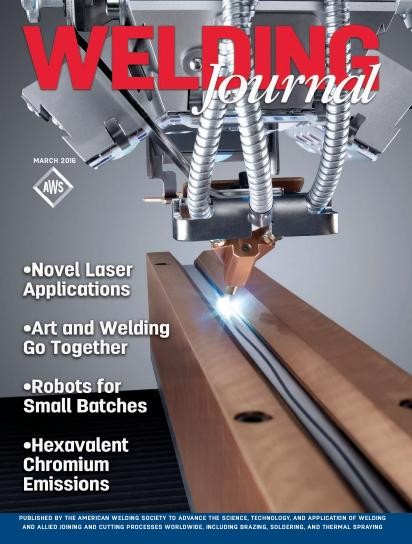 WELDING
Journal
MARCH 2016
AWS
•Novel Laser
Applications
•Art and Welding
Go Together
•Robots for
Small Batches
•Hexavalent
Chromium
Emissions
PUBLISHED BY THE AMERICAN WELDING SOCIETY TO ADVANCE THE SCIENCE, TECHNOLOGY, AND APPLICATION OF WELDING
AND ALLIED JOINING AND CUTTING PROCESSES WORLDWIDE, INCLUDING BRAZING, SOLDERING, AND THERMAL SPRAYING